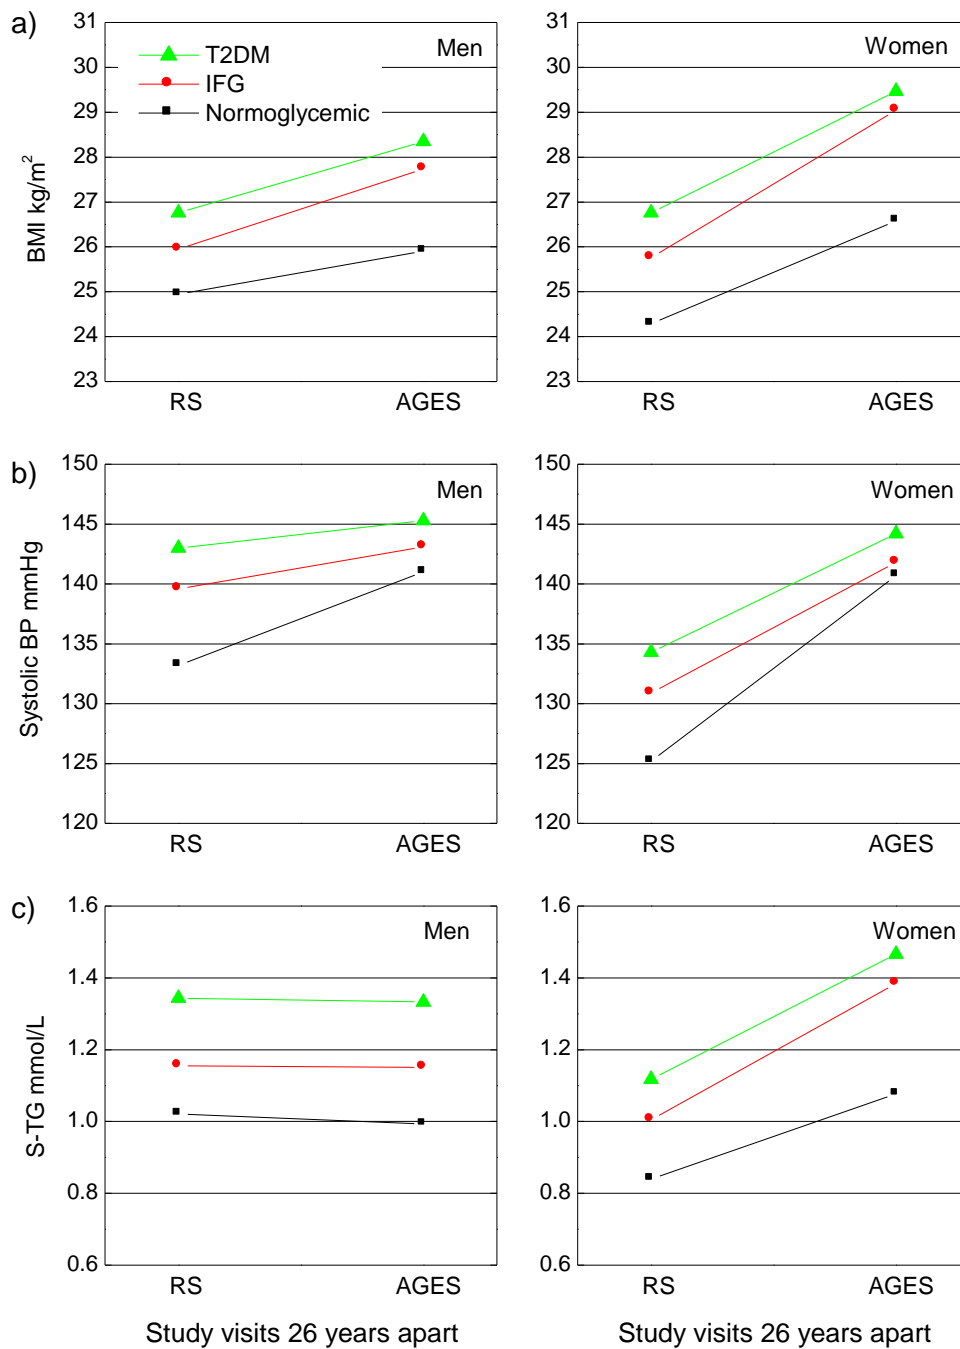 a)
31
30
29
28
27
26
25
24
23
BMI kg/m²
T2DM
IFG
Normoglycemic
Men
RS
AGES
31
30
29
28
27
26
25
24
23
Women
RS
AGES
b)
150
145
140
135
130
125
120
Systolic BP mmHg
Men
RS
AGES
150
145
140
135
130
125
120
Women
RS
AGES
c)
1.6
1.4
1.2
1.0
0.8
0.6
S-TG mmol/L
Men
RS
AGES
Study visits 26 years apart
1.6
1.4
1.2
1.0
0.8
0.6
Women
RS
AGES
Study visits 26 years apart